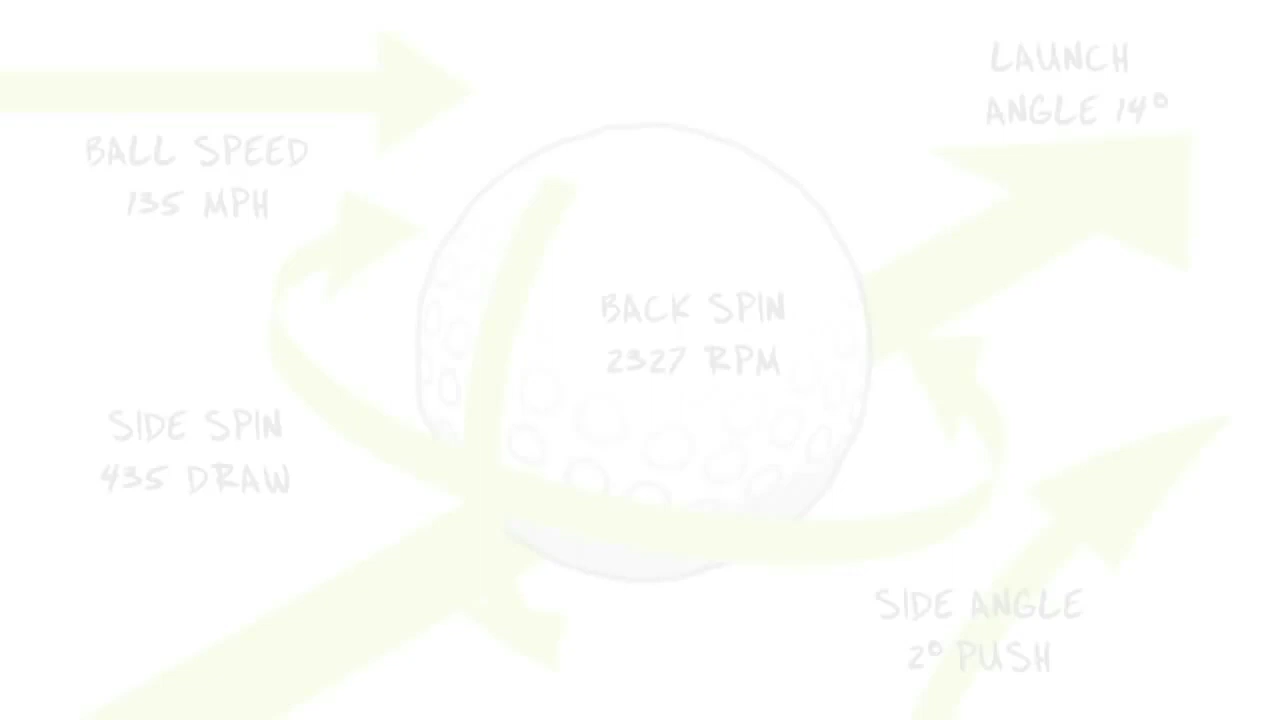 LAUNCH
ANGLE 14°
BALL SPEED
135 MPH
BACK SPIN
2327 RPM
SIDE SPIN
435 DRAW
SIDE ANGLE
2° PUSH